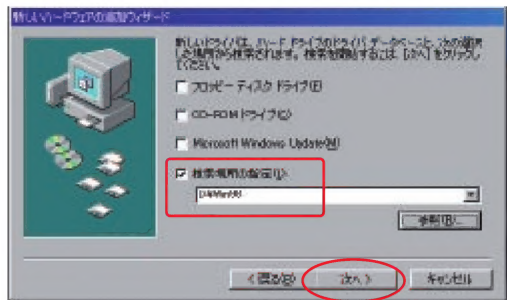 新しいハードウェアの追加ウィザード
新しいドライバは、ハード ドライブのドライバ データベースと、次の選択
した場所から検索されます。検索を開始するには、[次へ] をクリックし
てください。
フロッピー ディスク ドライブ(F)
CD-ROM ドライブ(C)
Microsoft Windows Update(M)
検索場所の指定(L):
D:¥Win98
参照(R)...
< 戻る(B)
次へ >
キャンセル